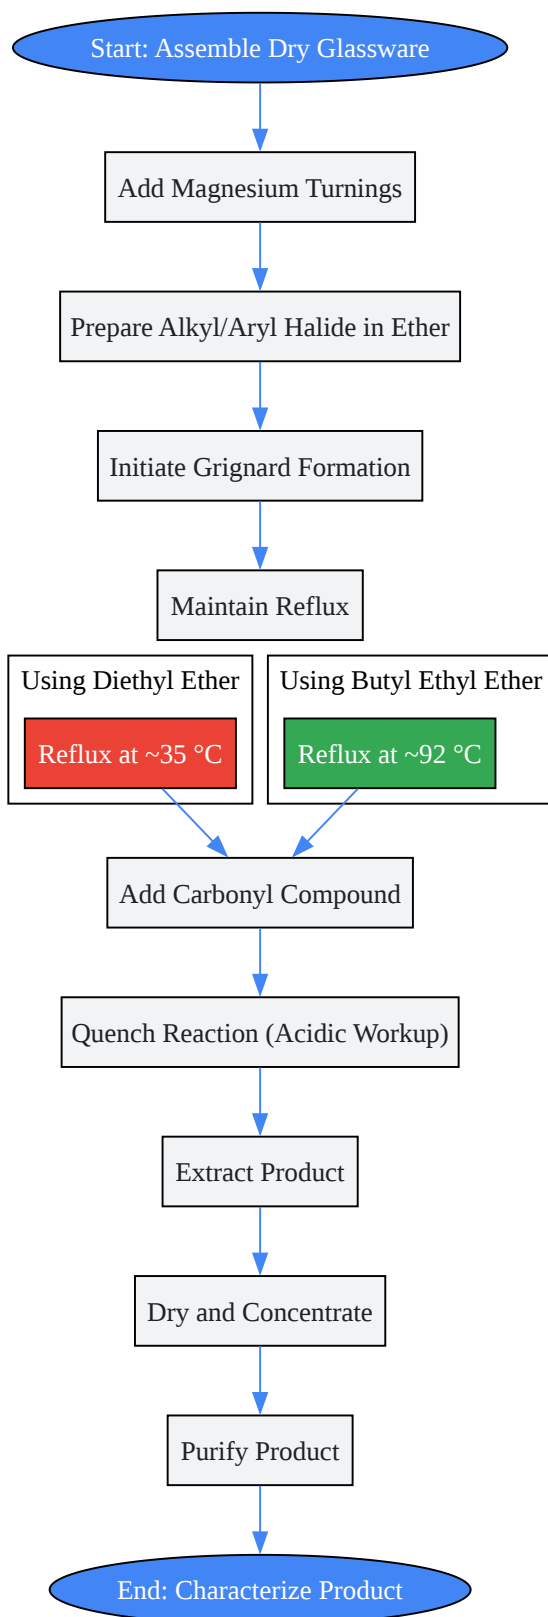 Start: Assemble Dry Glassware
Add Magnesium Turnings
Prepare Alkyl/Aryl Halide in Ether
Initiate Grignard Formation
Maintain Reflux
Using Diethyl Ether
Reflux at ~35 °C
Using Butyl Ethyl Ether
Reflux at ~92 °C
Add Carbonyl Compound
Quench Reaction (Acidic Workup)
Extract Product
Dry and Concentrate
Purify Product
End: Characterize Product